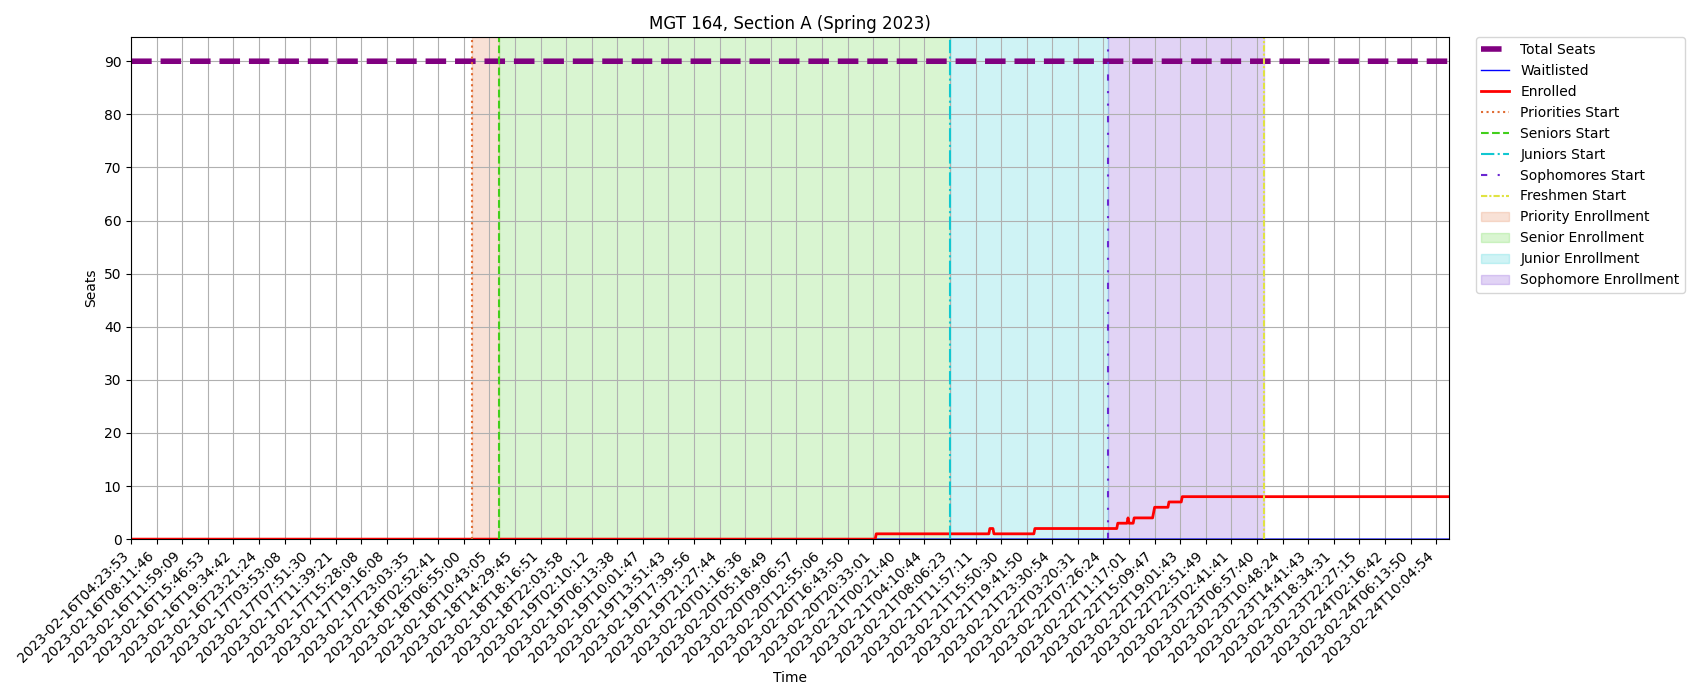 MGT 164, Section A (Spring 2023)
Total Seats
Waitlisted
Enrolled
Priorities Start
Seniors Start
Juniors Start
Sophomores Start
Freshmen Start
Priority Enrollment
Senior Enrollment
Junior Enrollment
Sophomore Enrollment
Seats
90
80
70
60
50
40
30
20
10
0
2023-02-16T04:23:53
2023-02-16T08:11:46
2023-02-16T11:59:09
2023-02-16T15:46:53
2023-02-16T19:34:42
2023-02-16T23:21:24
2023-02-17T03:53:08
2023-02-17T07:51:30
2023-02-17T11:39:21
2023-02-17T15:28:08
2023-02-17T19:16:08
2023-02-17T23:03:35
2023-02-18T02:52:41
2023-02-18T06:55:00
2023-02-18T10:43:05
2023-02-18T14:29:45
2023-02-18T18:16:51
2023-02-18T22:03:58
2023-02-19T02:10:12
2023-02-19T06:13:38
2023-02-19T10:01:47
2023-02-19T13:51:43
2023-02-19T17:39:56
2023-02-19T21:27:44
2023-02-20T01:16:36
2023-02-20T05:18:49
2023-02-20T09:06:57
2023-02-20T12:55:06
2023-02-20T16:43:50
2023-02-20T20:33:01
2023-02-21T00:21:40
2023-02-21T04:10:44
2023-02-21T08:06:23
2023-02-21T11:57:11
2023-02-21T15:50:30
2023-02-21T19:41:50
2023-02-21T23:30:54
2023-02-22T03:20:31
2023-02-22T07:26:24
2023-02-22T11:17:01
2023-02-22T15:09:47
2023-02-22T19:01:43
2023-02-22T22:51:49
2023-02-23T02:41:41
2023-02-23T06:57:40
2023-02-23T10:48:24
2023-02-23T14:41:43
2023-02-23T18:34:31
2023-02-23T22:27:15
2023-02-24T02:16:42
2023-02-24T06:13:50
2023-02-24T10:04:54
Time